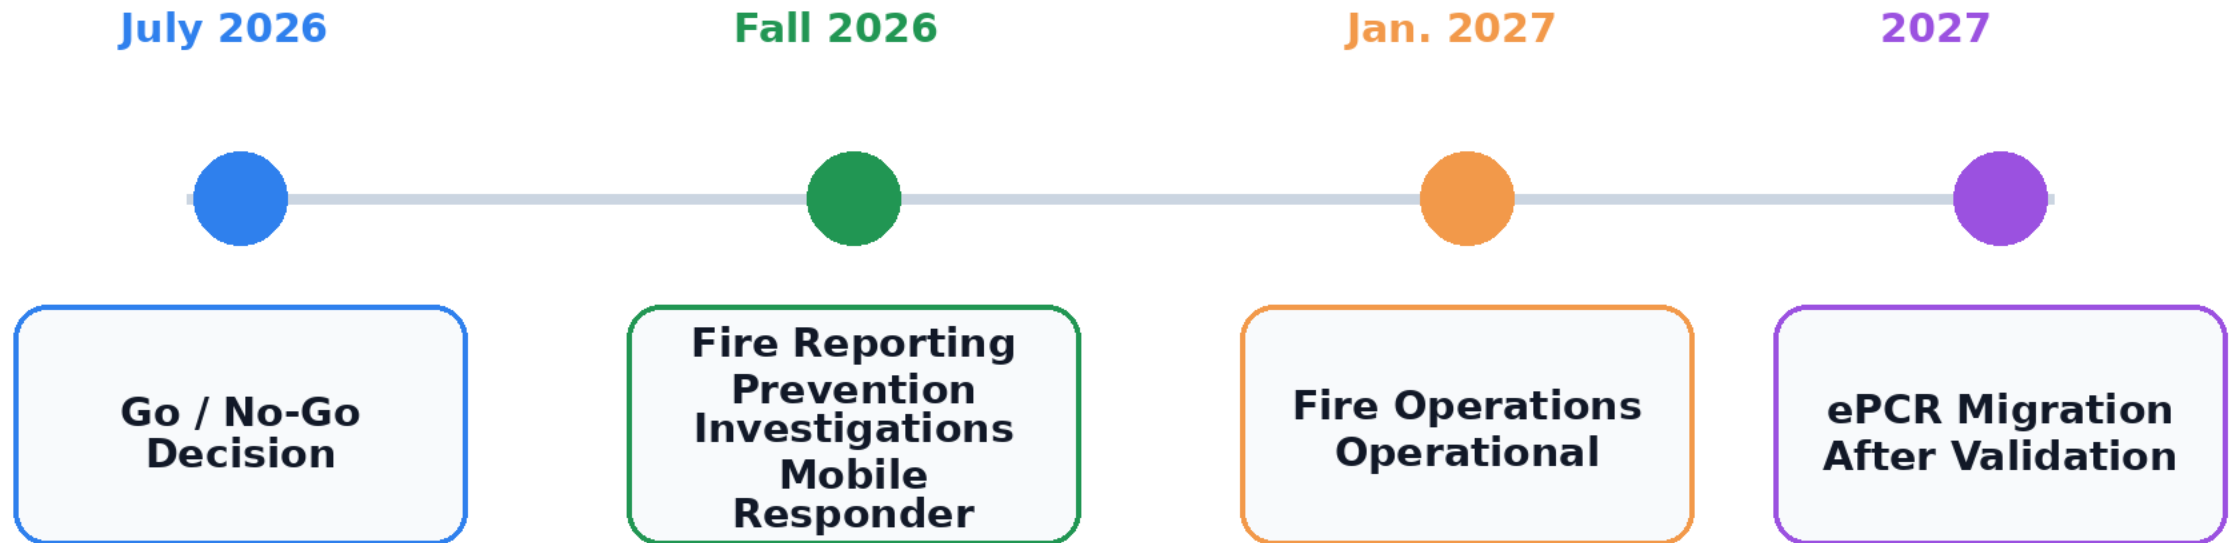 July 2026
Fall 2026
Jan. 2027
2027
Go / No-Go
Decision
Fire Reporting
Prevention
Investigations
Mobile
Responder
Fire Operations
Operational
ePCR Migration
After Validation